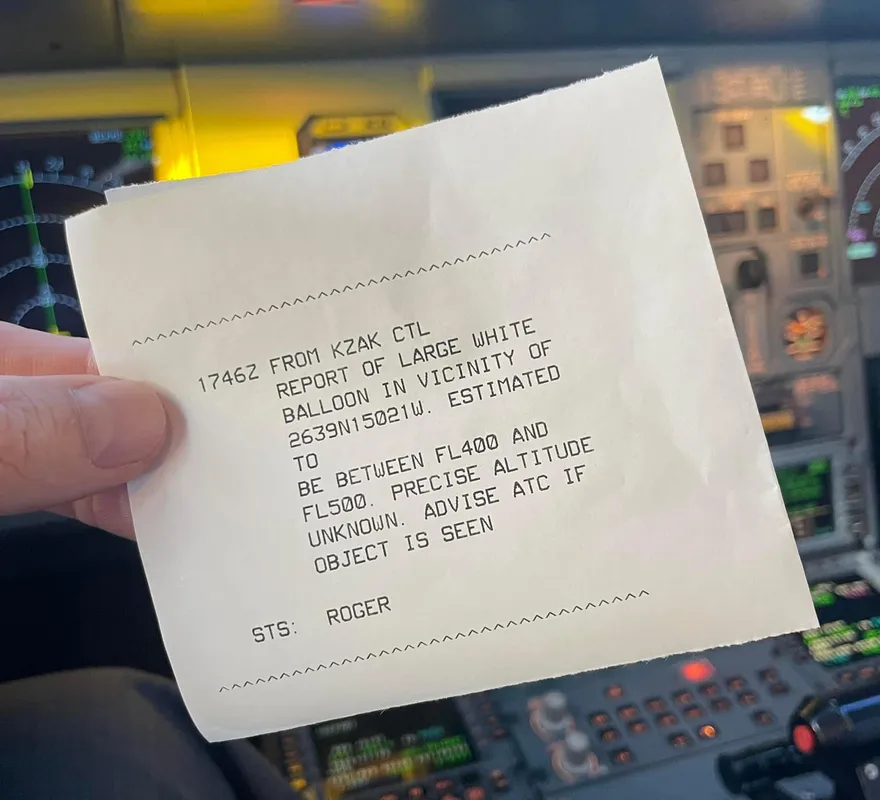 ^^^^^^^^^^^^^^^^^^^^^^^^^^^^^^^^^^^^
1746Z FROM KZAK CTL
REPORT OF LARGE WHITE
BALLOON IN VICINITY OF
2639N15021W. ESTIMATED
TO
BE BETWEEN FL400 AND
FL500. PRECISE ALTITUDE
UNKNOWN. ADVISE ATC IF
OBJECT IS SEEN
STS: ROGER
^^^^^^^^^^^^^^^^^^^^^^^^^^^^^^^^^^^^